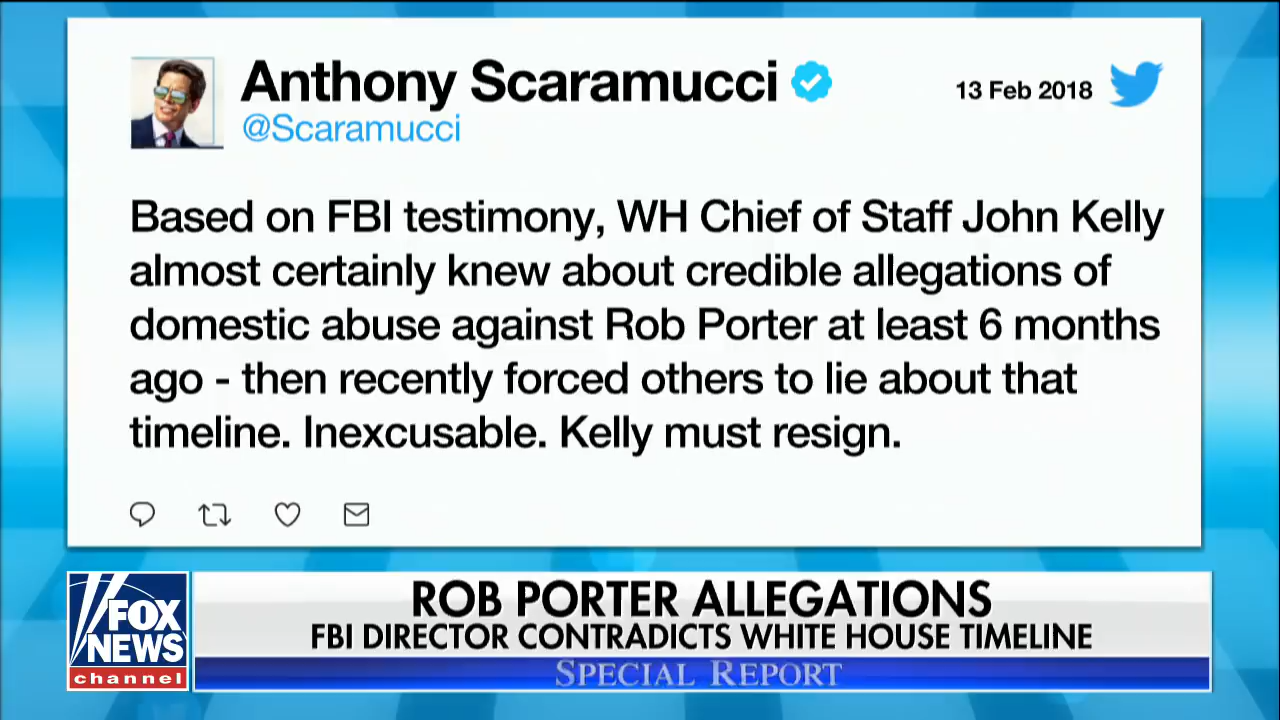 Anthony Scaramucci
13 Feb 2018
@Scaramucci
Based on FBI testimony, WH Chief of Staff John Kelly
almost certainly knew about credible allegations of
domestic abuse against Rob Porter at least 6 months
ago - then recently forced others to lie about that
timeline. Inexcusable. Kelly must resign.
FOX
NEWS
channel
ROB PORTER ALLEGATIONS
FBI DIRECTOR CONTRADICTS WHITE HOUSE TIMELINE
SPECIAL REPORT